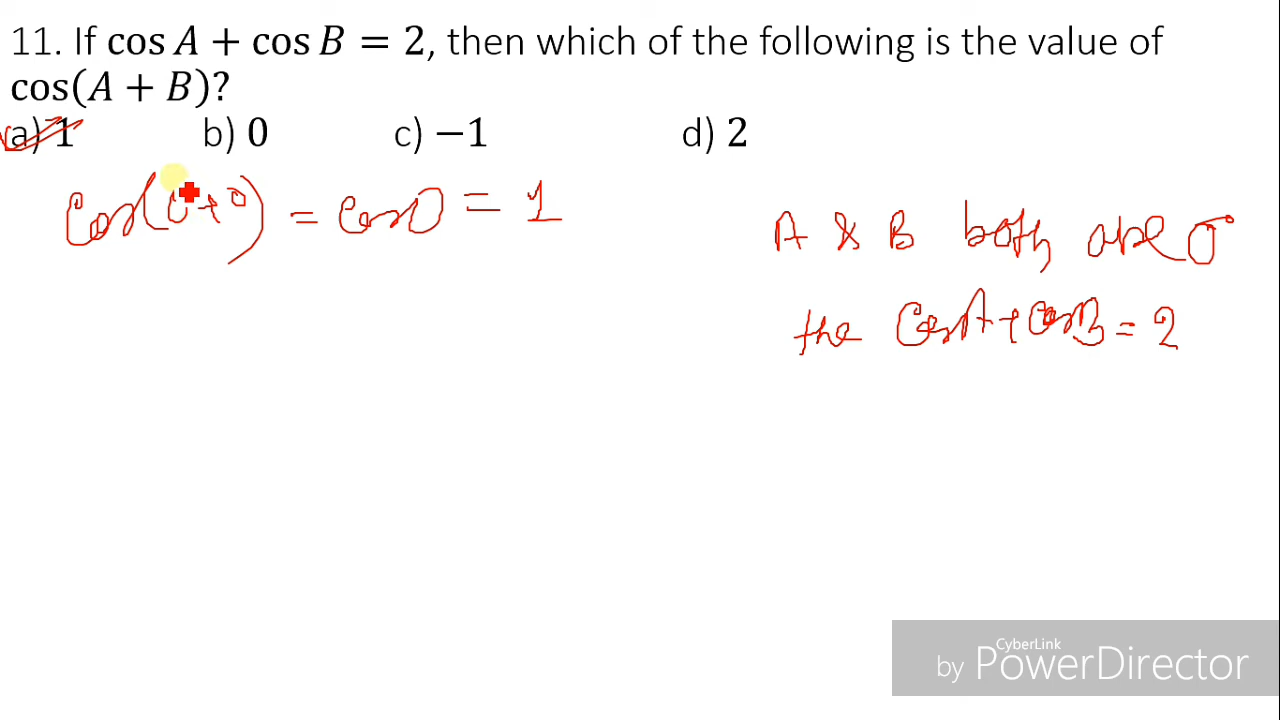 11. If cos A + cos B = 2, then which of the following is the value of
cos(A + B)?
a) 1 b) 0 c) −1 d) 2
cos(0+0) = cos0 = 1
A & B both are 0°
the CosA+CosB = 2
CyberLink
by PowerDirector